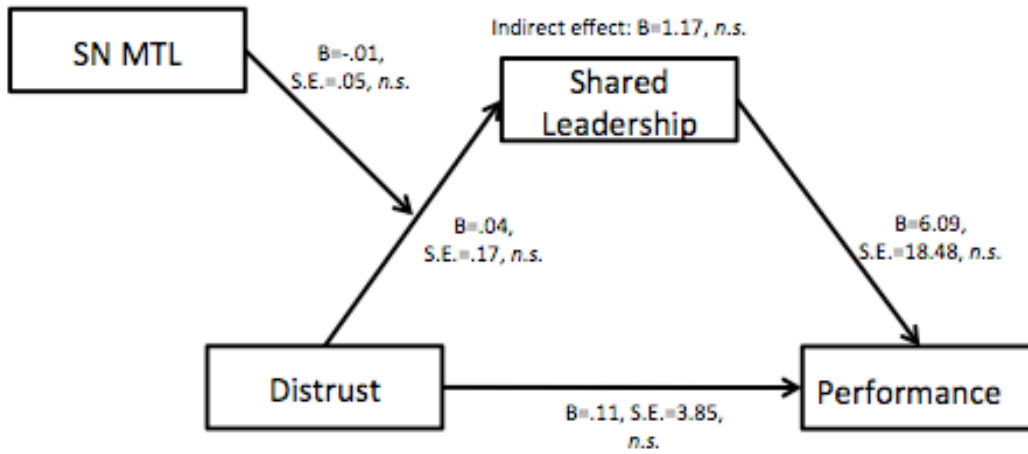 SN MTL
B=-.01,
S.E.=.05, n.s.
Indirect effect: B=1.17, n.s.
Shared
Leadership
B=.04,
S.E.=.17, n.s.
B=6.09,
S.E.=18.48, n.s.
Distrust
B=.11, S.E.=3.85,
n.s.
Performance